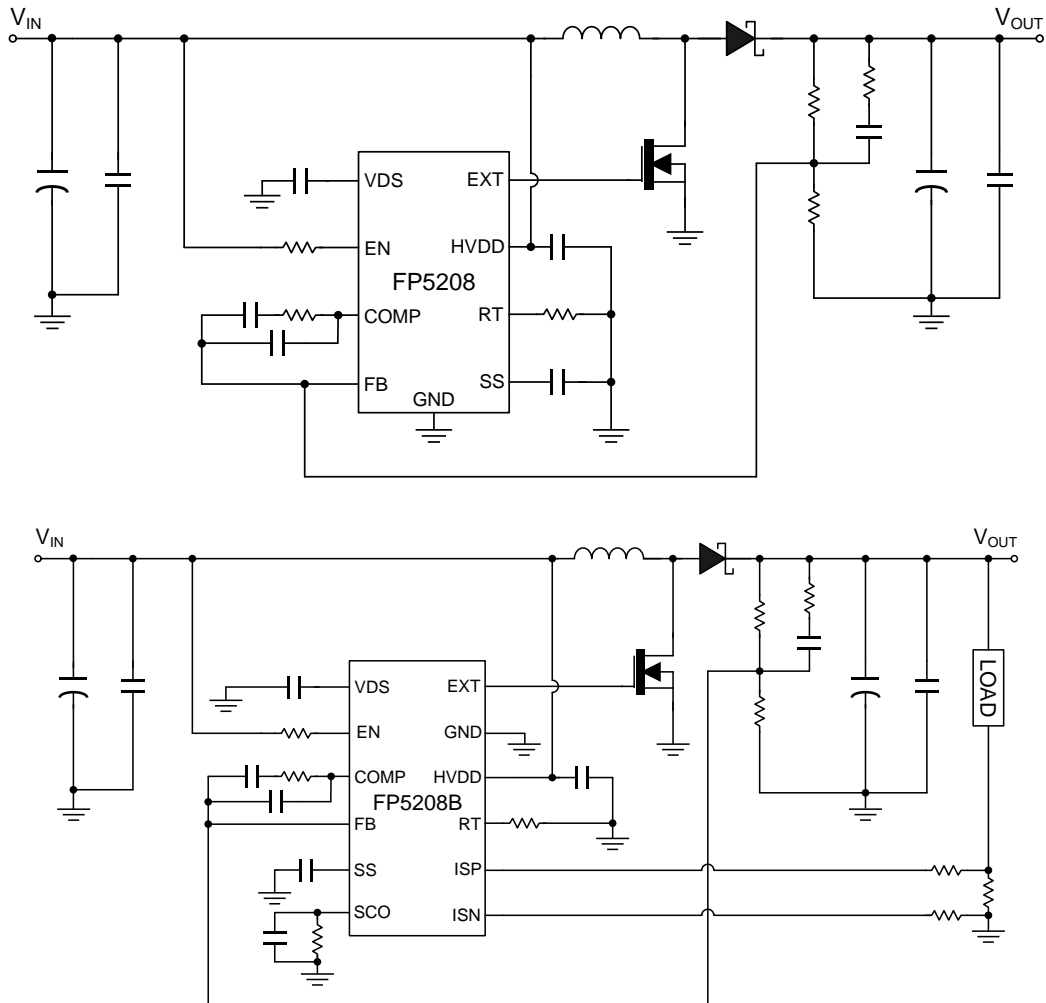 VIN
VOUT
VDS
EXT
EN
HVDD
FP5208
COMP
RT
FB
SS
GND
VIN
VOUT
VDS
EXT
EN
GND
COMP
HVDD
FP5208B
FB
RT
SS
ISP
SCO
ISN
LOAD